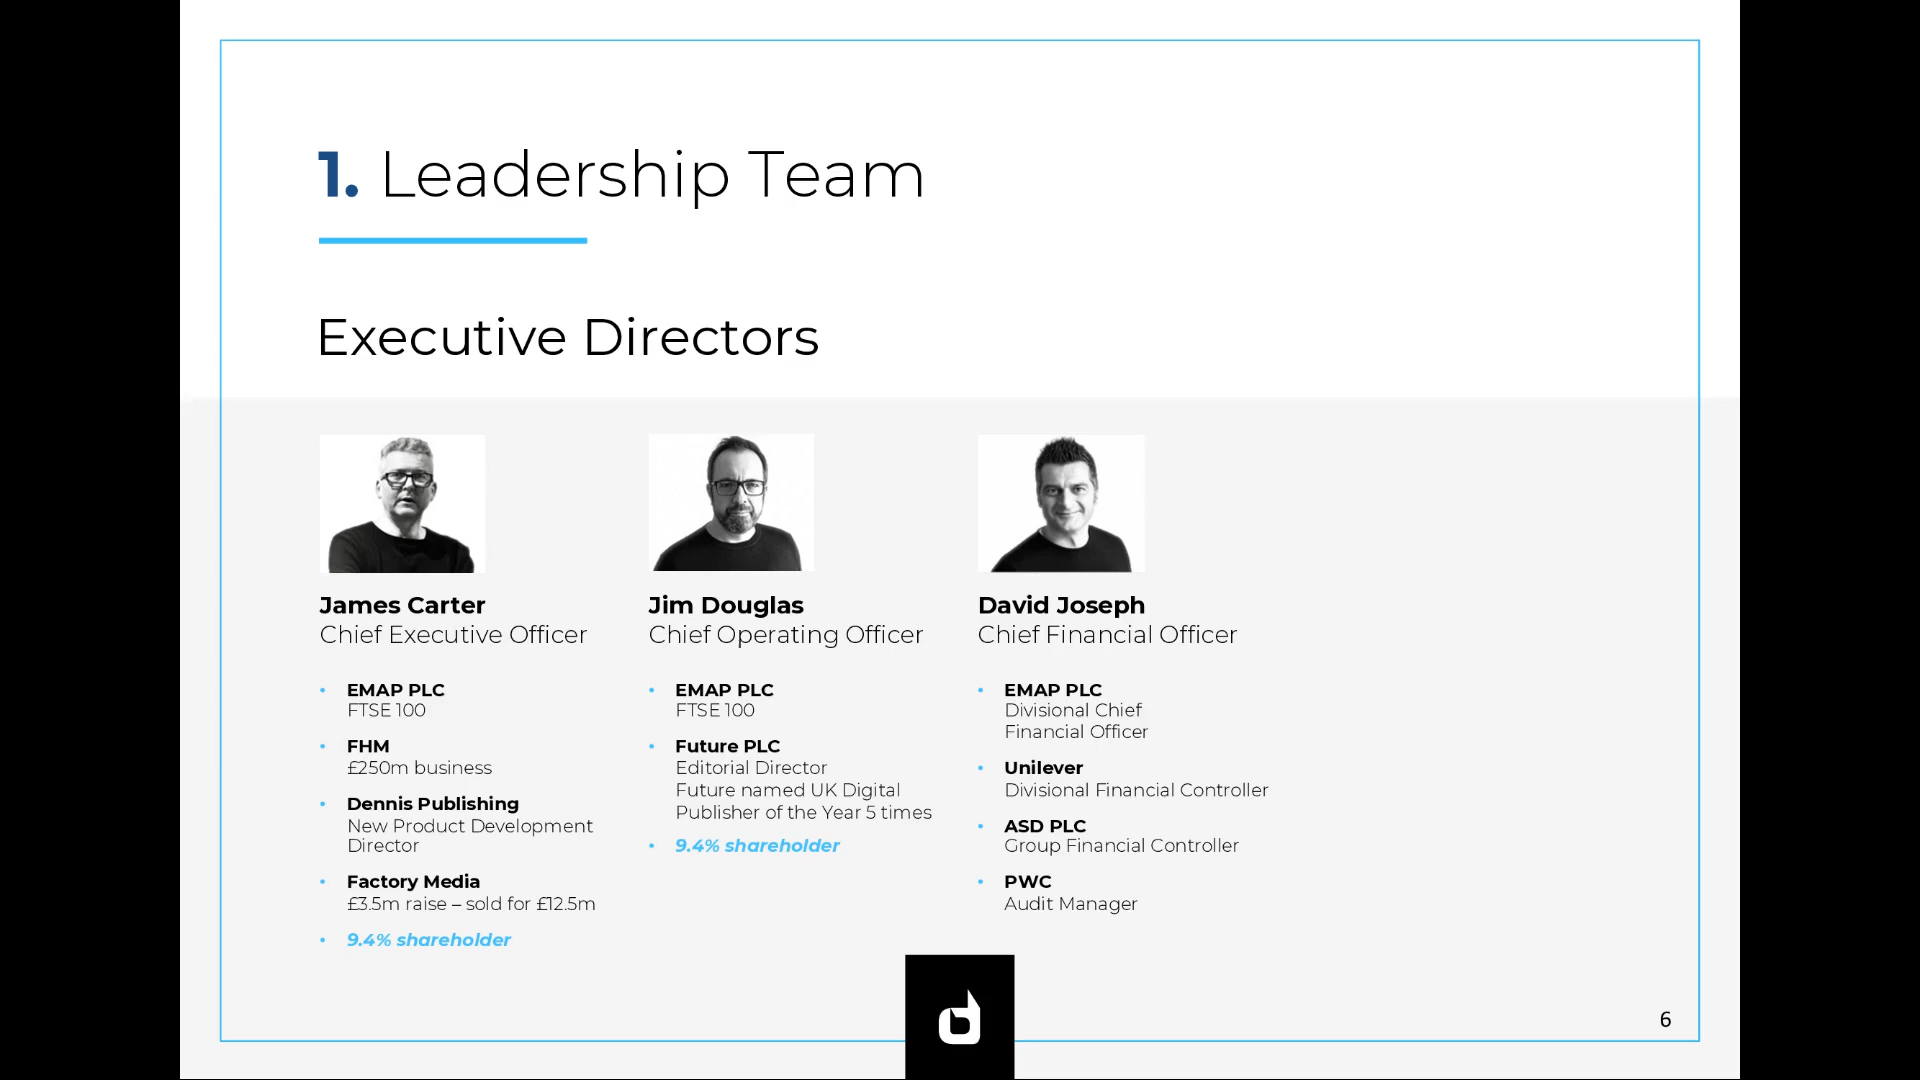 1. Leadership Team
Executive Directors
James Carter
Chief Executive Officer
• EMAP PLC
FTSE 100
• FHM
£250m business
• Dennis Publishing
New Product Development
Director
• Factory Media
£3.5m raise – sold for £12.5m
• 9.4% shareholder
Jim Douglas
Chief Operating Officer
• EMAP PLC
FTSE 100
• Future PLC
Editorial Director
Future named UK Digital
Publisher of the Year 5 times
• 9.4% shareholder
David Joseph
Chief Financial Officer
• EMAP PLC
Divisional Chief
Financial Officer
• Unilever
Divisional Financial Controller
• ASD PLC
Group Financial Controller
• PWC
Audit Manager
6